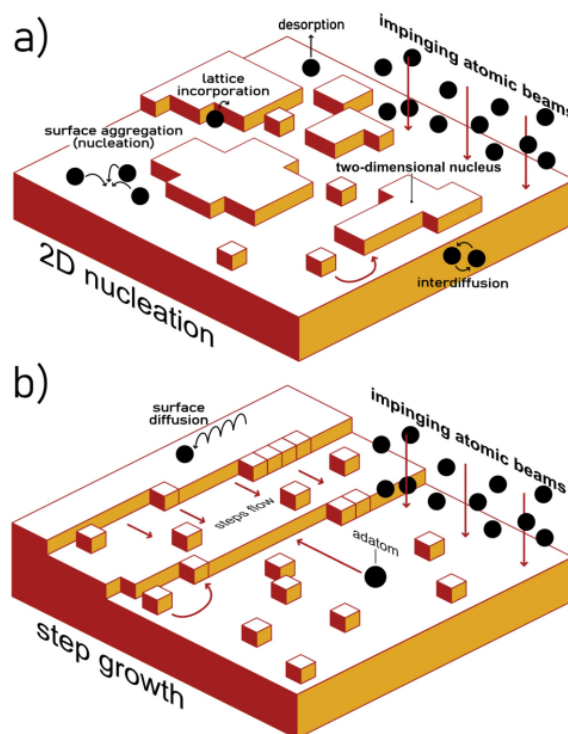 a)
desorption
impinging atomic beams
lattice
incorporation
surface aggregation
(nucleation)
two-dimensional nucleus
interdiffusion
2D nucleation
b)
surface
diffusion
impinging atomic beams
steps flow
adatom
step growth